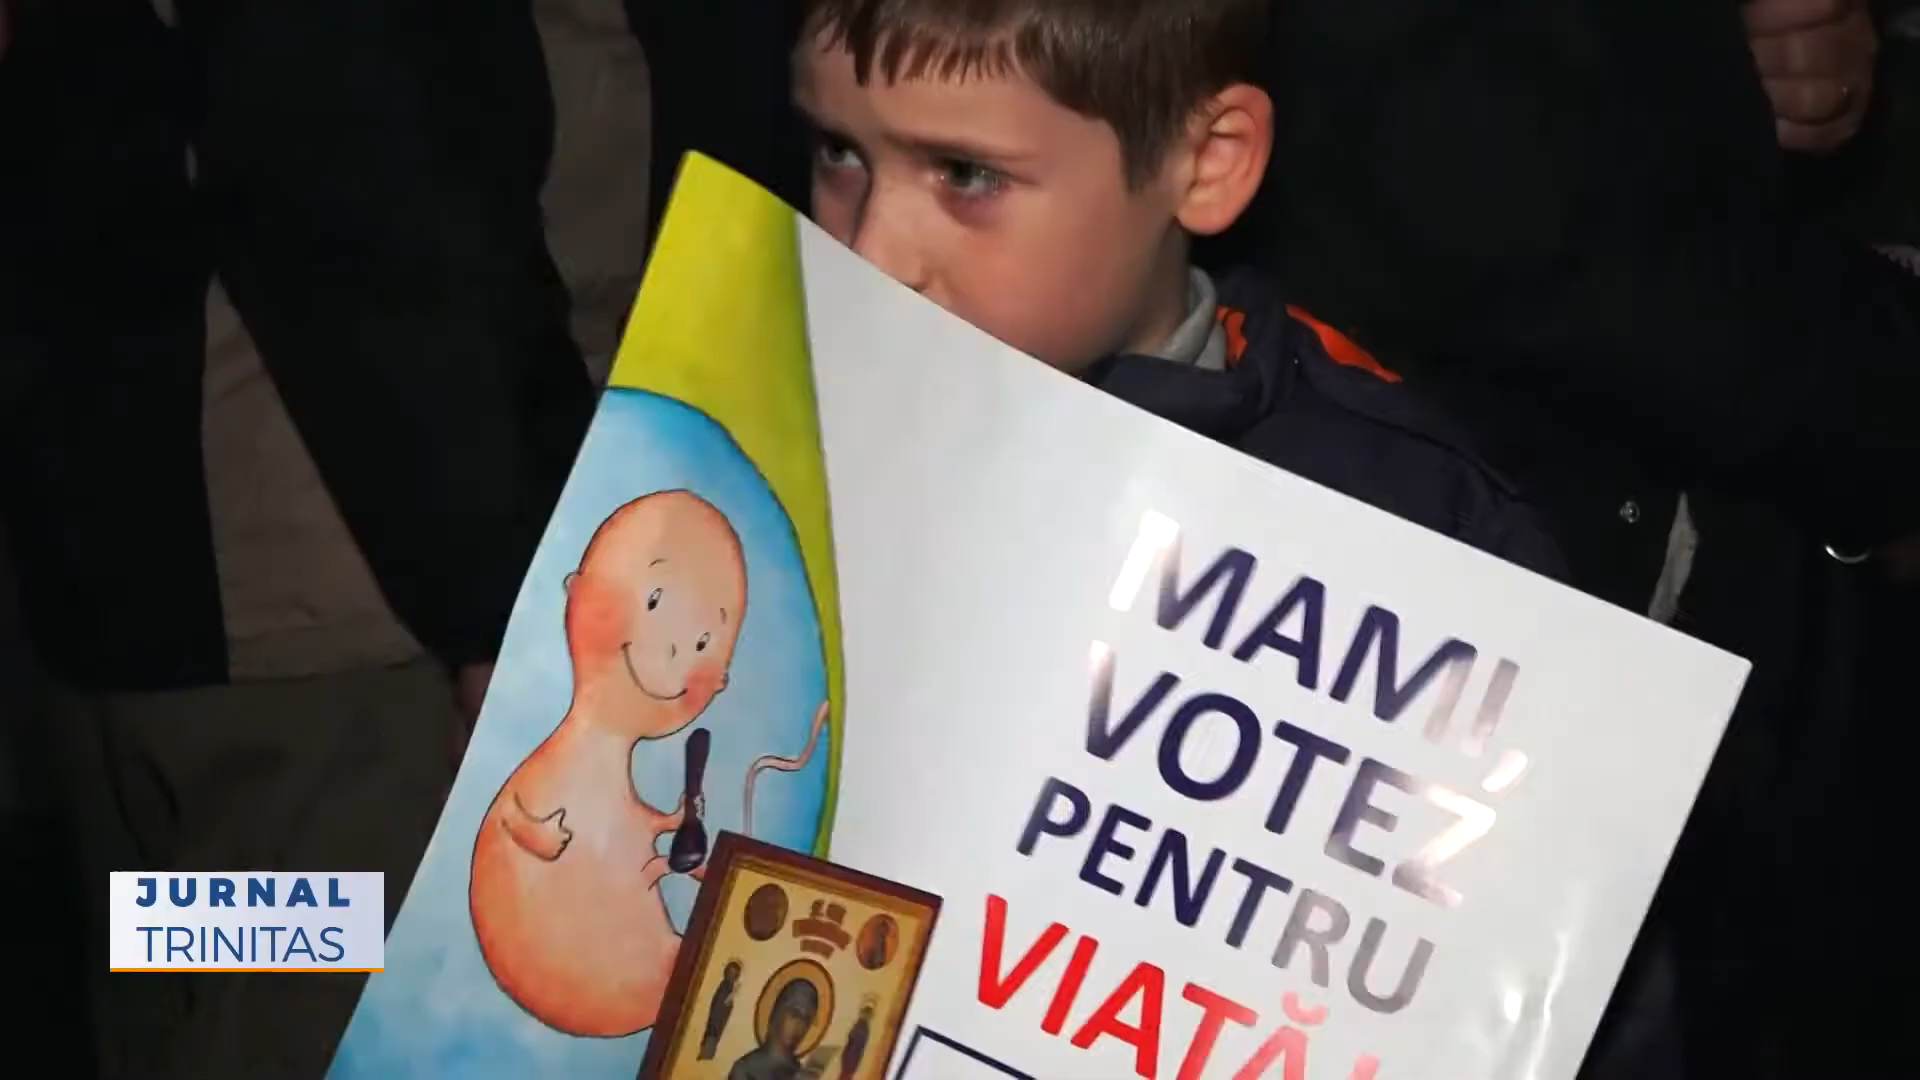 MAMI,
VOTEZ
PENTRU
VIAȚĂ!
JURNAL
TRINITAS